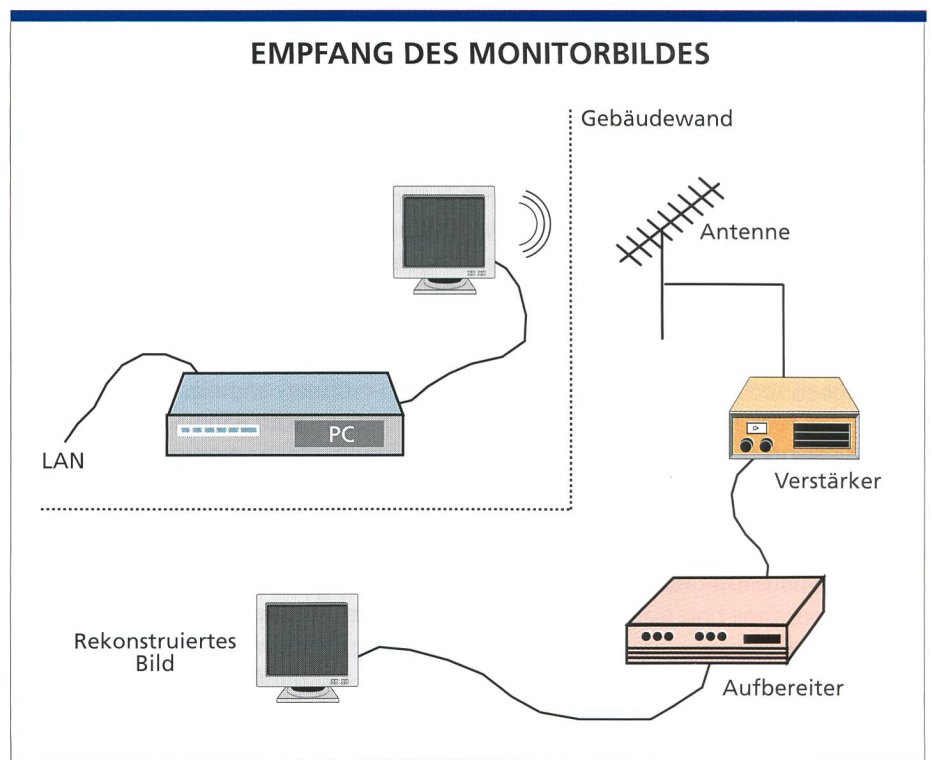 EMPFANG DES MONITORBILDES
Gebäudewand
Antenne
PC
LAN
Verstärker
Rekonstruiertes
Bild
Aufbereiter